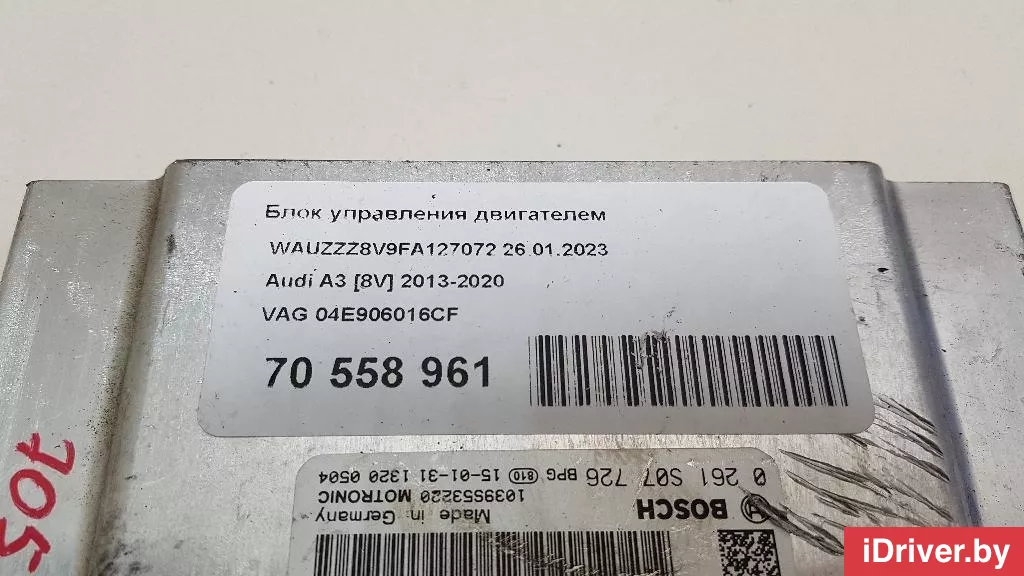 Блок управления двигателем
WAUZZZ8V9FA127072 26.01.2023
Audi A3 [8V] 2013-2020
VAG 04E906016CF
70 558 961
705
BOSCH
0 261 S07 726 BPG 810 15-01-31 1320 0504
1039S53220 MOTRONIC
Made in Germany
iDriver.by